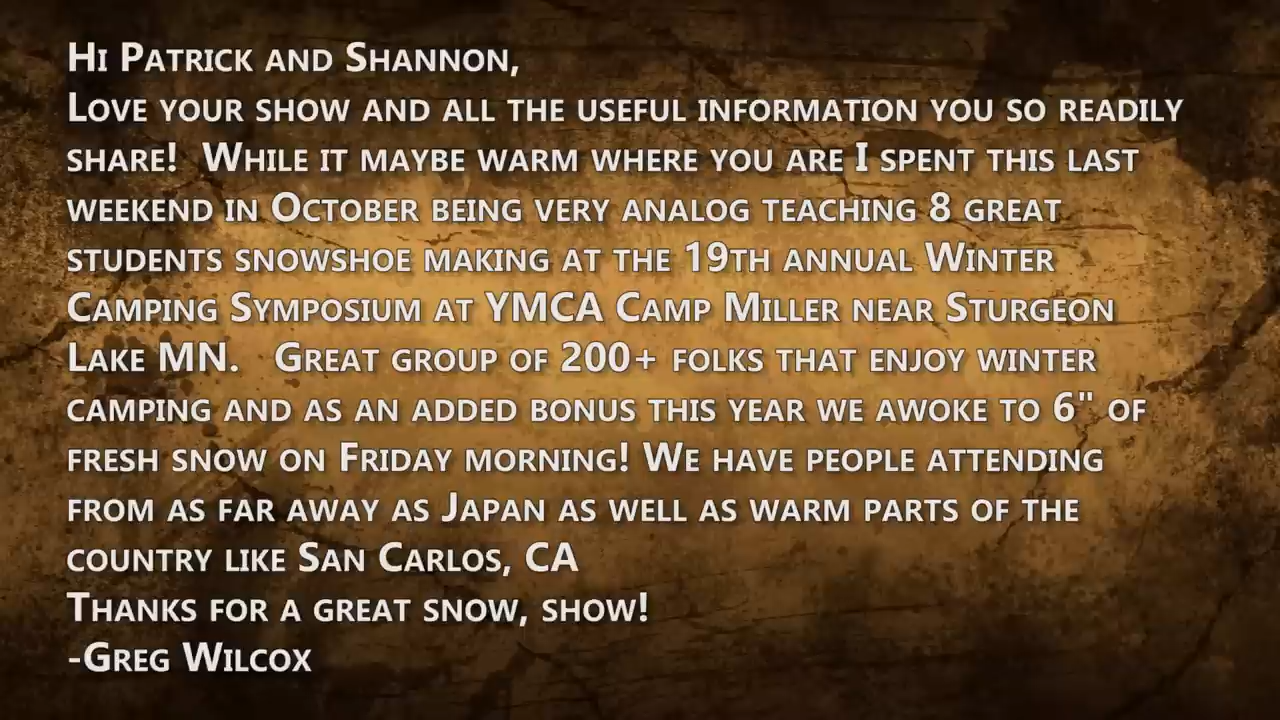 Hi Patrick and Shannon,
Love your show and all the useful information you so readily
share!  While it maybe warm where you are I spent this last
weekend in October being very analog teaching 8 great
students snowshoe making at the 19th annual Winter
Camping Symposium at YMCA Camp Miller near Sturgeon
Lake MN.   Great group of 200+ folks that enjoy winter
camping and as an added bonus this year we awoke to 6" of
fresh snow on Friday morning! We have people attending
from as far away as Japan as well as warm parts of the
country like San Carlos, CA
Thanks for a great snow, show!
-Greg Wilcox